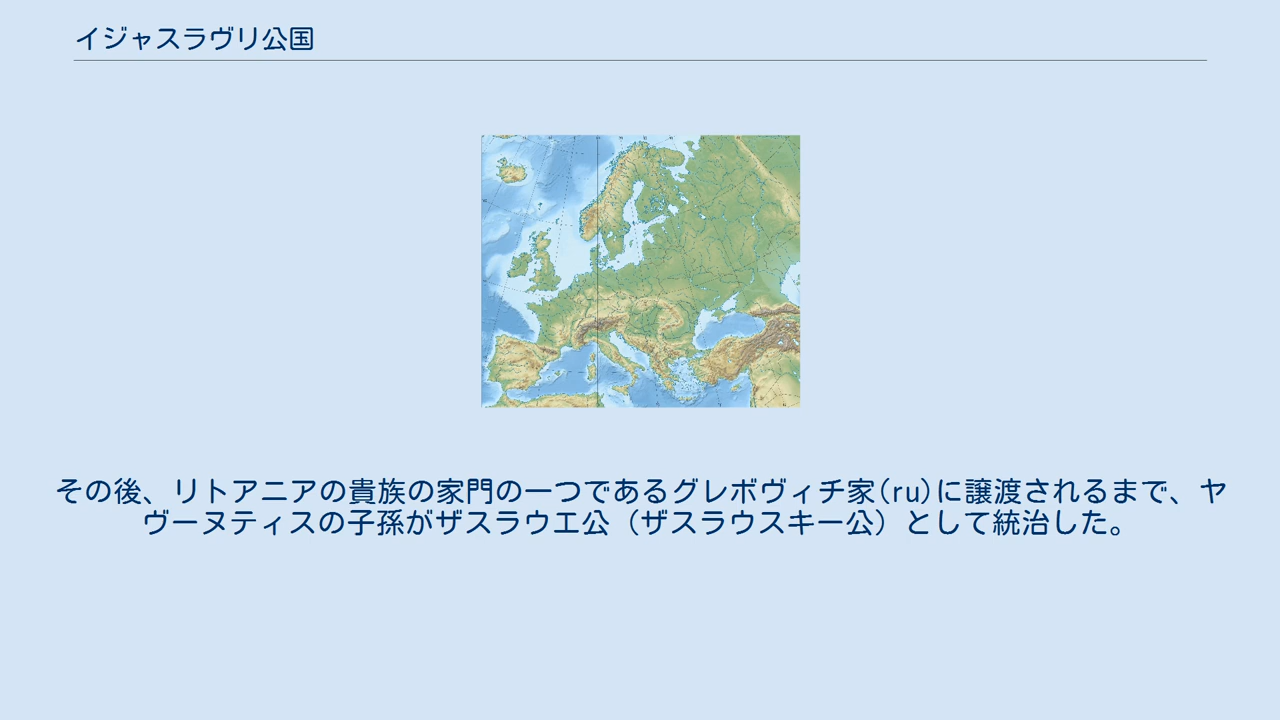 イジャスラヴリ公国
その後、リトアニアの貴族の家門の一つであるグレボヴィチ家(ru)に譲渡されるまで、ヤ
ヴーヌティスの子孫がザスラウエ公（ザスラウスキー公）として統治した。